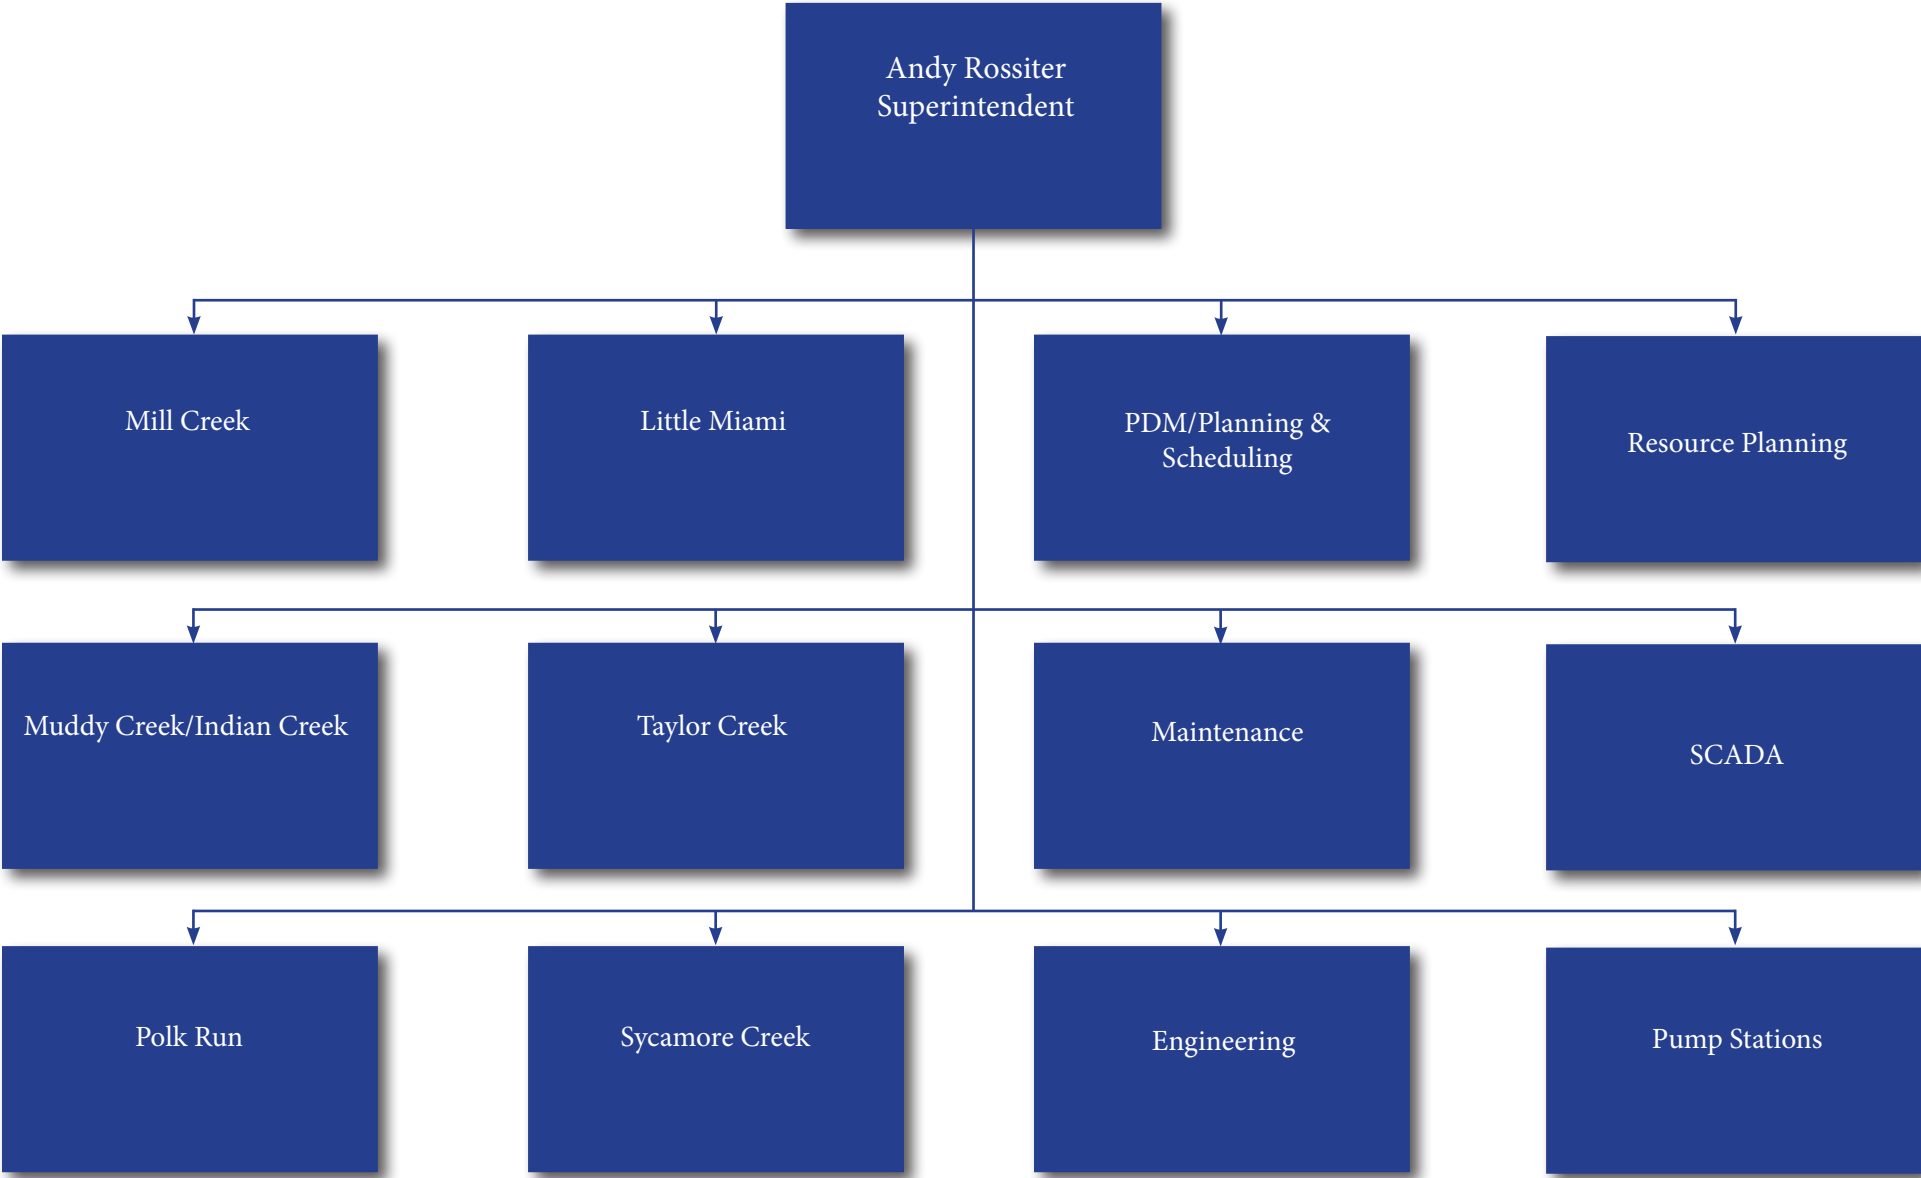 Andy Rossiter
Superintendent
Mill Creek
Little Miami
PDM/Planning &
Scheduling
Resource Planning
Muddy Creek/Indian Creek
Taylor Creek
Maintenance
SCADA
Polk Run
Sycamore Creek
Engineering
Pump Stations